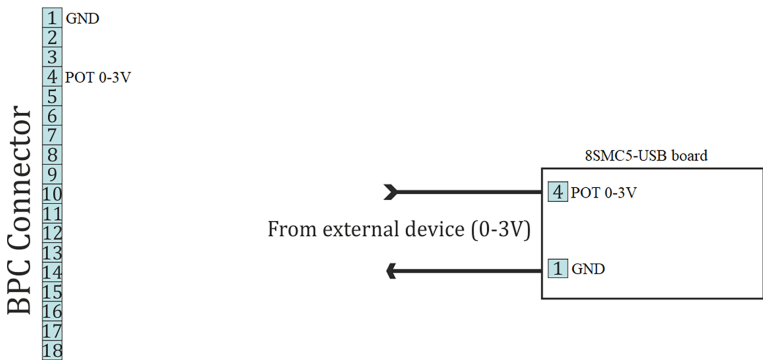 BPC Connector
1 GND
2
3
4 POT 0-3V
5
6
7
8
9
10
11
12
13
14
15
16
17
18
8SMC5-USB board
4 POT 0-3V
From external device (0-3V)
1 GND